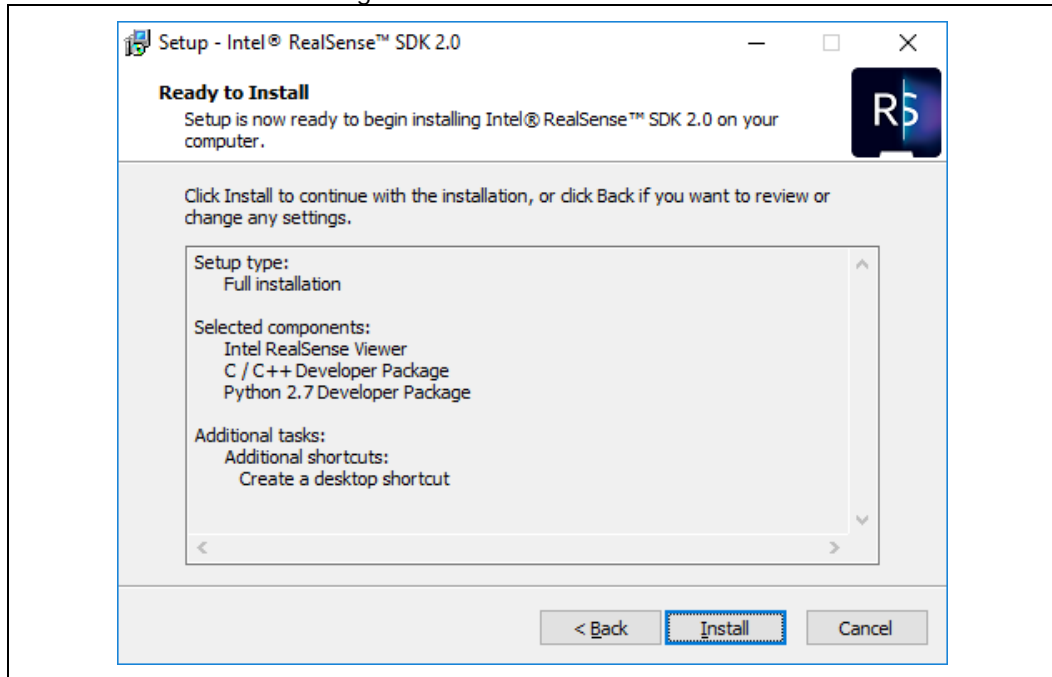 Setup - Intel® RealSense™ SDK 2.0
Ready to Install
Setup is now ready to begin installing Intel® RealSense™ SDK 2.0 on your
computer.
RS
Click Install to continue with the installation, or click Back if you want to review or
change any settings.
Setup type:
Full installation
Selected components:
Intel RealSense Viewer
C / C++ Developer Package
Python 2.7 Developer Package
Additional tasks:
Additional shortcuts:
Create a desktop shortcut
< Back
Install
Cancel